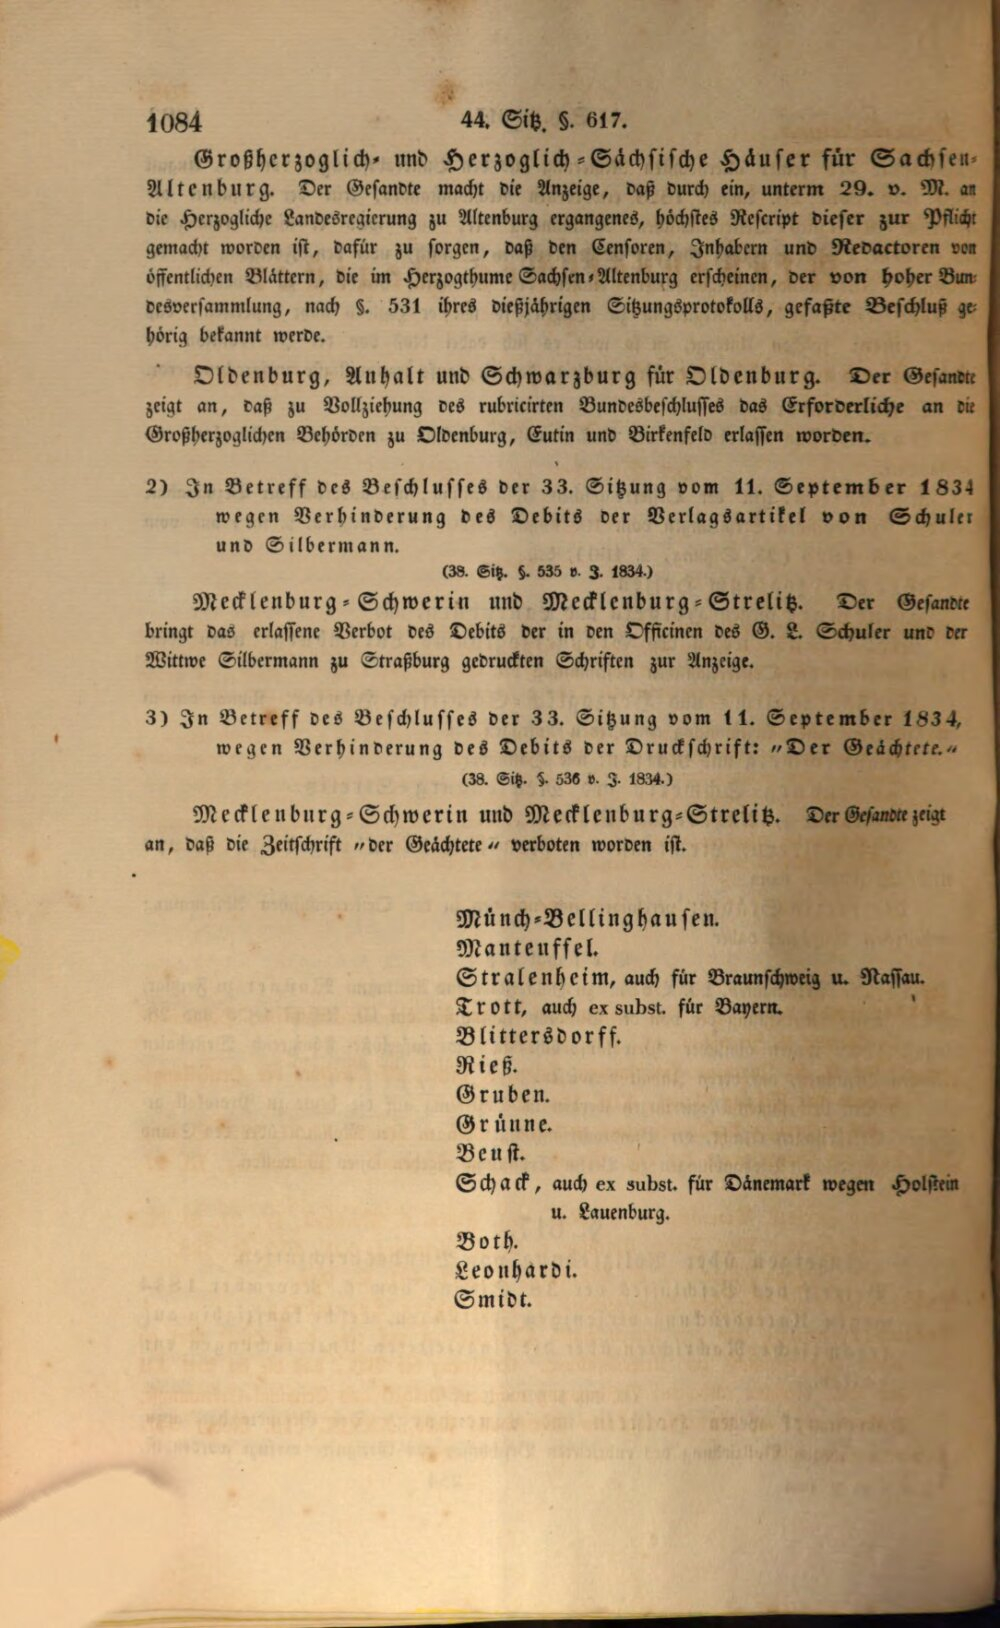 1084
44. Sitz. §. 617.
Großherzoglich- und Herzoglich-Sächsische Häuser für Sachsen-
Altenburg. Der Gesandte macht die Anzeige, daß durch ein, unterm 29. v. M. an
die Herzogliche Landesregierung zu Altenburg ergangenes, höchstes Rescript dieser zur Pflicht
gemacht worden ist, dafür zu sorgen, daß den Censoren, Inhabern und Redactoren von
öffentlichen Blättern, die im Herzogthume Sachsen-Altenburg erscheinen, der von hoher Bun-
desversammlung, nach §. 531 ihres dießjährigen Sitzungsprotokolls, gefaßte Beschluß ge-
hörig bekannt werde.
Oldenburg, Anhalt und Schwarzburg für Oldenburg. Der Gesandte
zeigt an, daß zu Vollziehung des rubricirten Bundesbeschlusses das Erforderliche an die
Großherzoglichen Behörden zu Oldenburg, Eutin und Birkenfeld erlassen worden.
2) In Betreff des Beschlusses der 33. Sitzung vom 11. September 1834
wegen Verhinderung des Debits der Verlagsartikel von Schuler
und Silbermann.
(38. Sitz. §. 535 v. J. 1834.)
Mecklenburg-Schwerin und Mecklenburg-Strelitz. Der Gesandte
bringt das erlassene Verbot des Debits der in den Officinen des G. L. Schuler und der
Wittwe Silbermann zu Straßburg gedruckten Schriften zur Anzeige.
3) In Betreff des Beschlusses der 33. Sitzung vom 11. September 1834,
wegen Verhinderung des Debits der Druckschrift: „Der Geächtete.“
(38. Sitz. §. 536 v. J. 1834.)
Mecklenburg-Schwerin und Mecklenburg-Strelitz. Der Gesandte zeigt
an, daß die Zeitschrift „der Geächtete“ verboten worden ist.
Münch-Bellinghausen.
Manteuffel.
Stralenheim, auch für Braunschweig u. Nassau.
Trott, auch ex subst. für Bayern.
Blittersdorff.
Rieß.
Gruben.
Grünne.
Beust.
Schack, auch ex subst. für Dänemark wegen Holstein
u. Lauenburg.
Both.
Leonhardi.
Smidt.